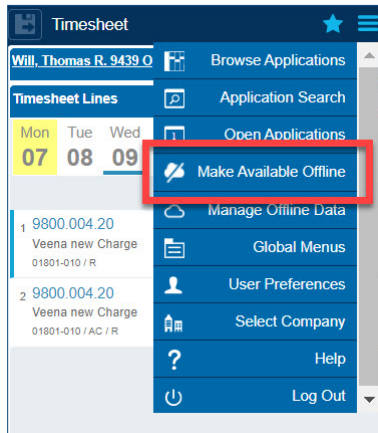 Timesheet
Will, Thomas R. 9439 O
Timesheet Lines
Mon Tue Wed
07 08 09
1 9800.004.20
Veena new Charge
01801-010 / R
2 9800.004.20
Veena new Charge
01801-010 / AC / R
Browse Applications
Application Search
1 Open Applications
Make Available Offline
Manage Offline Data
Global Menus
User Preferences
Select Company
? Help
Log Out